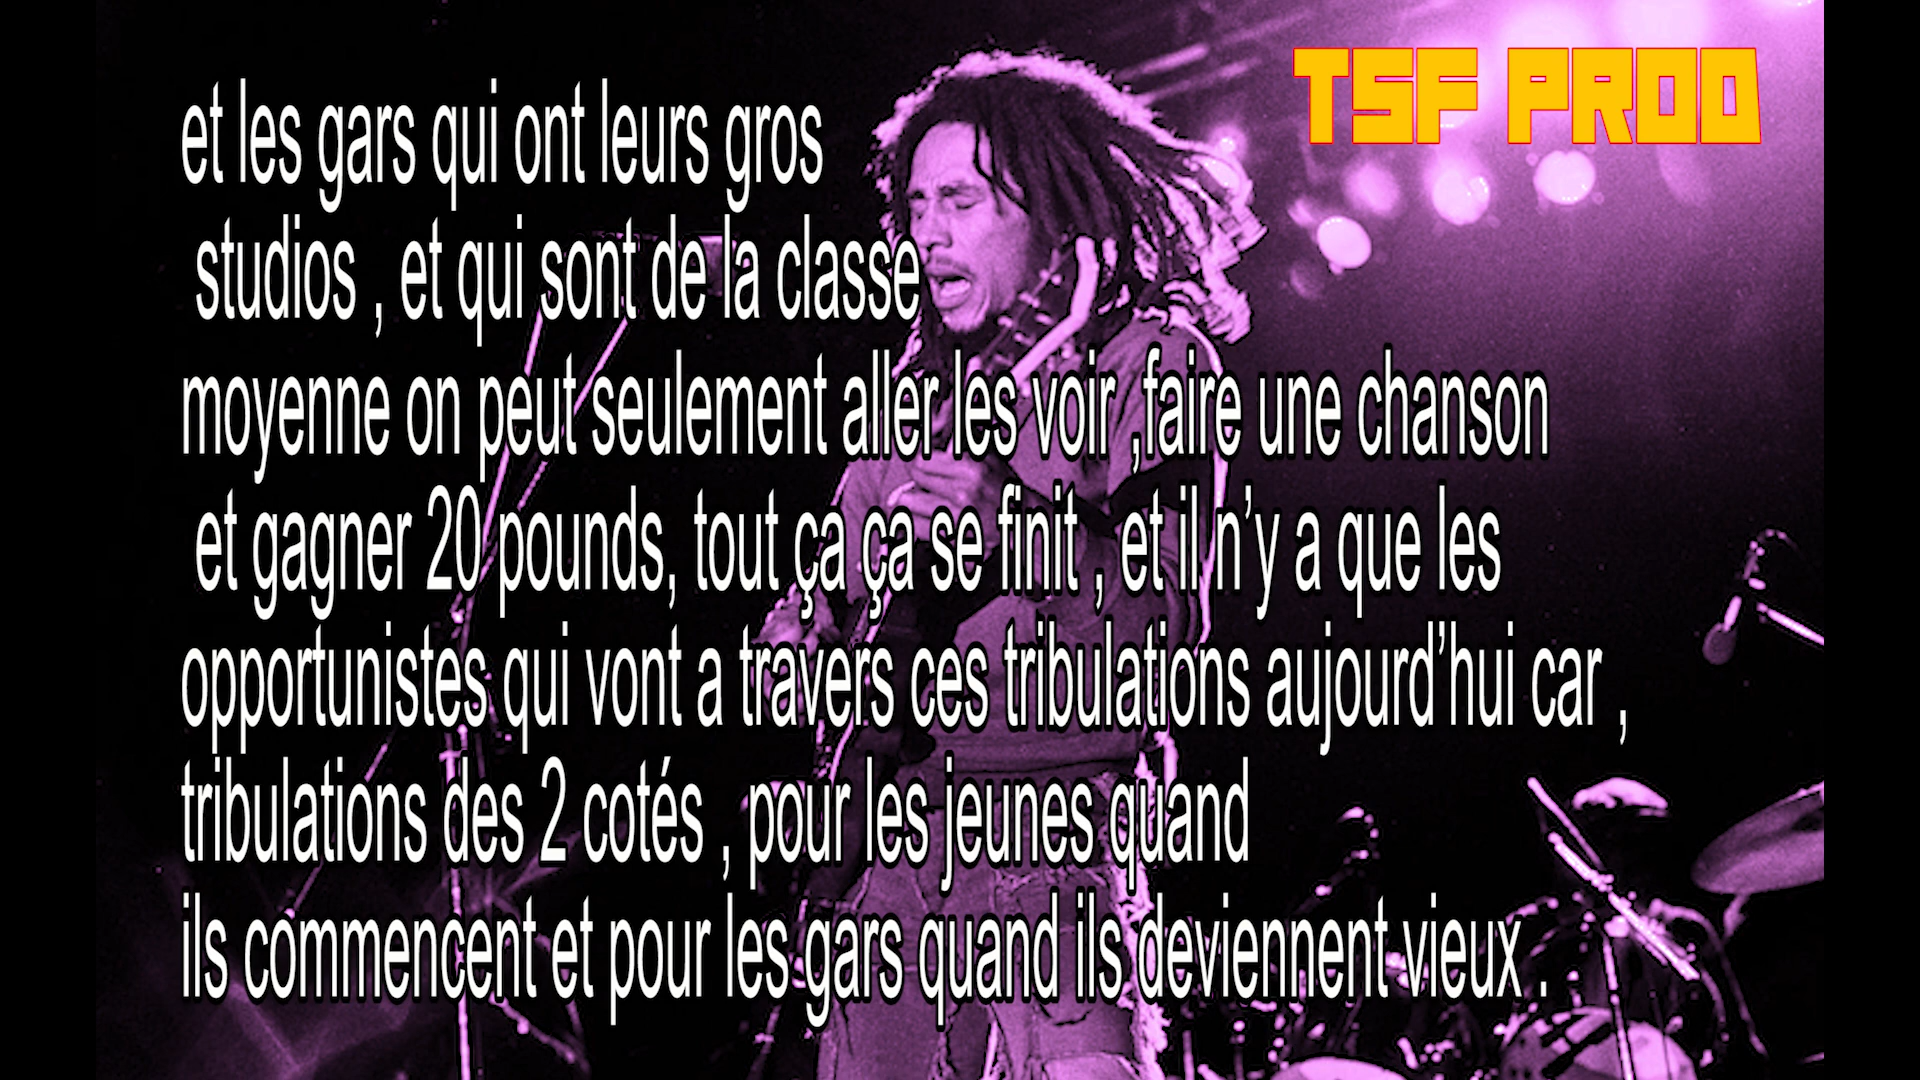 TSF PROD
et les gars qui ont leurs gros
studios , et qui sont de la classe
moyenne on peut seulement aller les voir ,faire une chanson
et gagner 20 pounds, tout ça ça se finit , et il n’y a que les
opportunistes qui vont a travers ces tribulations aujourd’hui car ,
tribulations des 2 cotés , pour les jeunes quand
ils commencent et pour les gars quand ils deviennent vieux .